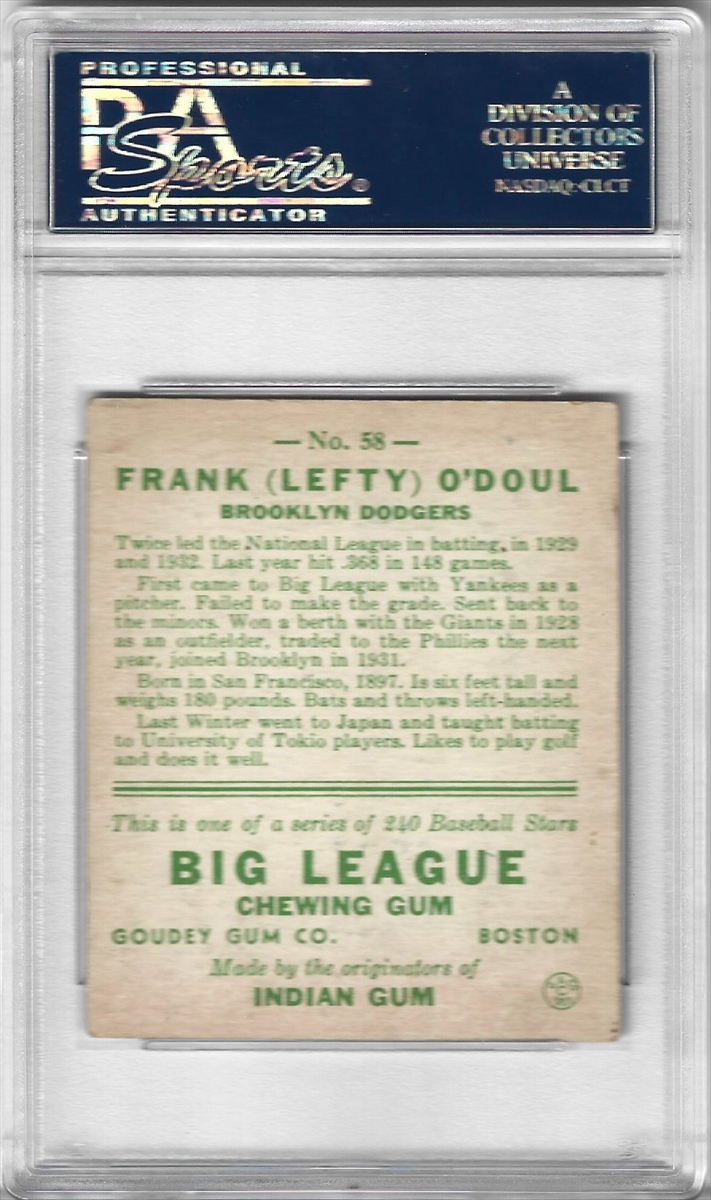 PROFESSIONAL
PSA
Sports®
AUTHENTICATOR
A
DIVISION OF
COLLECTORS
UNIVERSE
NASDAQ:CLCT
— No. 58 —
FRANK (LEFTY) O'DOUL
BROOKLYN DODGERS
Twice led the National League in batting, in 1929
and 1932. Last year hit .368 in 148 games.
First came to Big League with Yankees as a
pitcher. Failed to make the grade. Sent back to
the minors. Won a berth with the Giants in 1928
as an outfielder, traded to the Phillies the next
year, joined Brooklyn in 1931.
Born in San Francisco, 1897. Is six feet tall and
weighs 180 pounds. Bats and throws left-handed.
Last Winter went to Japan and taught batting
to University of Tokio players. Likes to play golf
and does it well.
This is one of a series of 240 Baseball Stars
BIG LEAGUE
CHEWING GUM
GOUDEY GUM CO. BOSTON
Made by the originators of
INDIAN GUM